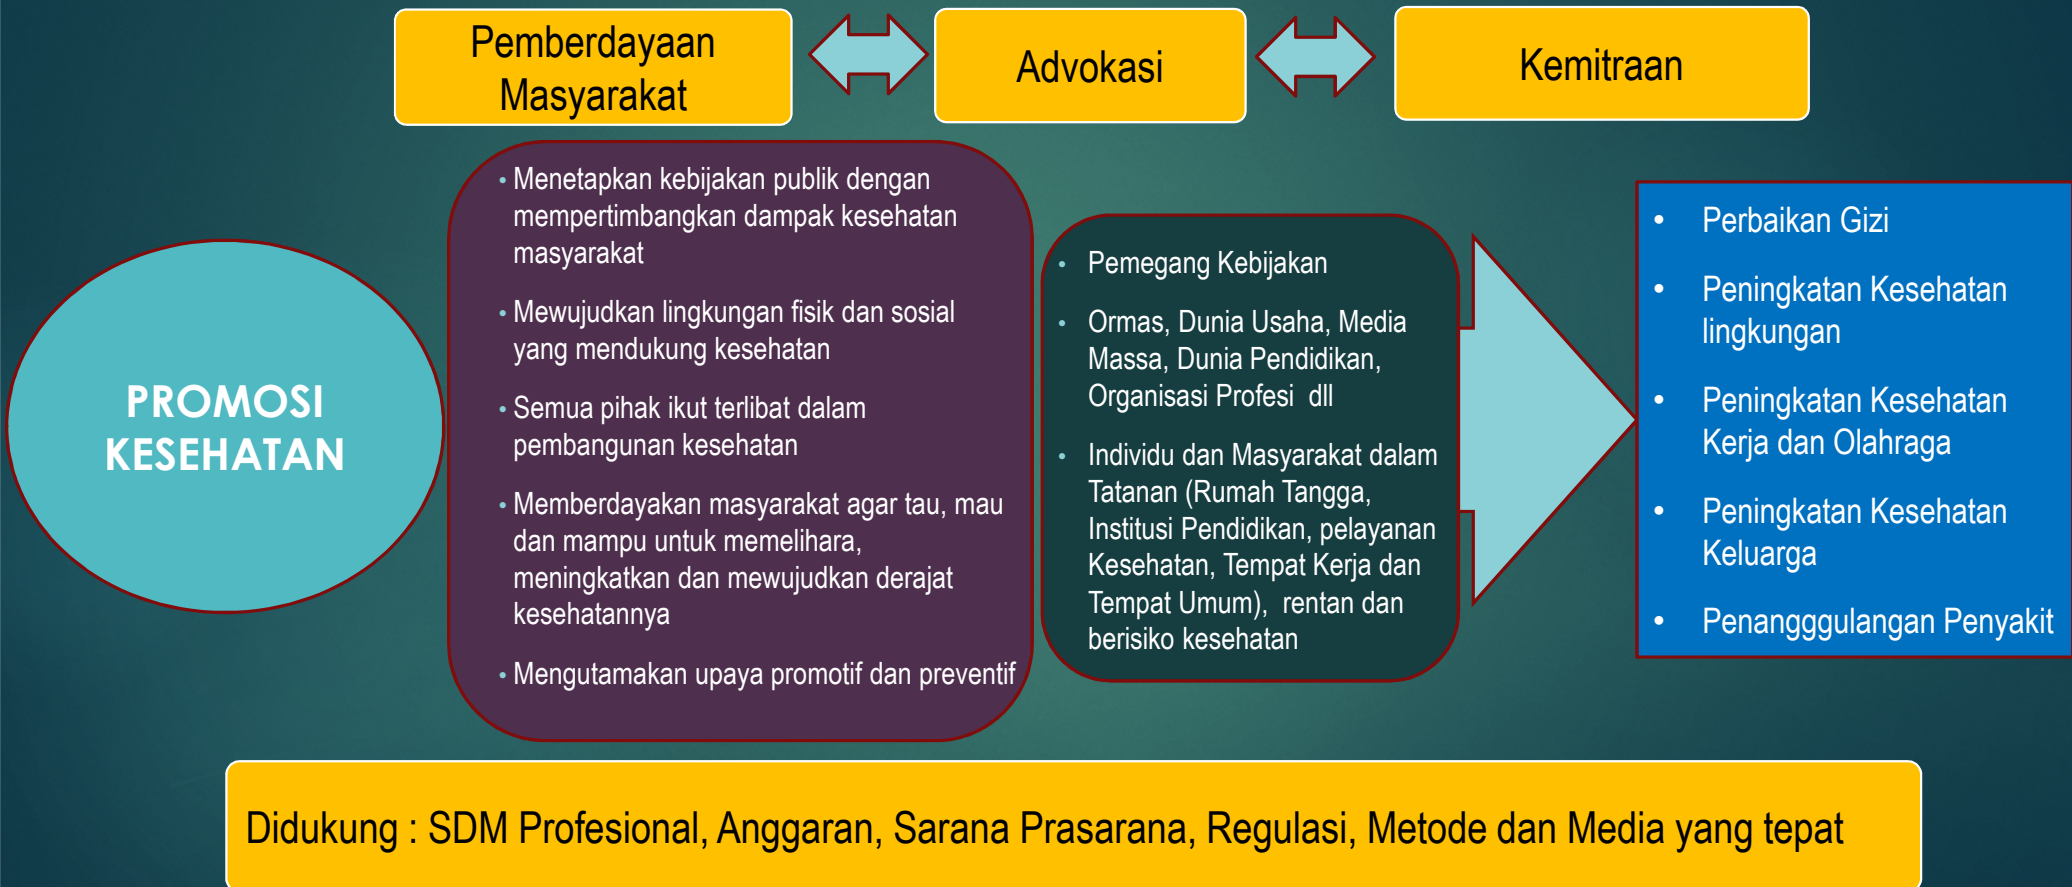 Pemberdayaan
Masyarakat
Advokasi
Kemitraan
PROMOSI
KESEHATAN
• Menetapkan kebijakan publik dengan
mempertimbangkan dampak kesehatan
masyarakat
• Mewujudkan lingkungan fisik dan sosial
yang mendukung kesehatan
• Semua pihak ikut terlibat dalam
pembangunan kesehatan
• Memberdayakan masyarakat agar tau, mau
dan mampu untuk memelihara,
meningkatkan dan mewujudkan derajat
kesehatannya
• Mengutamakan upaya promotif dan preventif
• Pemegang Kebijakan
• Ormas, Dunia Usaha, Media
Massa, Dunia Pendidikan,
Organisasi Profesi dll
• Individu dan Masyarakat dalam
Tatanan (Rumah Tangga,
Institusi Pendidikan, pelayanan
Kesehatan, Tempat Kerja dan
Tempat Umum), rentan dan
berisiko kesehatan
• Perbaikan Gizi
• Peningkatan Kesehatan
lingkungan
• Peningkatan Kesehatan
Kerja dan Olahraga
• Peningkatan Kesehatan
Keluarga
• Penangggulangan Penyakit
Didukung : SDM Profesional, Anggaran, Sarana Prasarana, Regulasi, Metode dan Media yang tepat